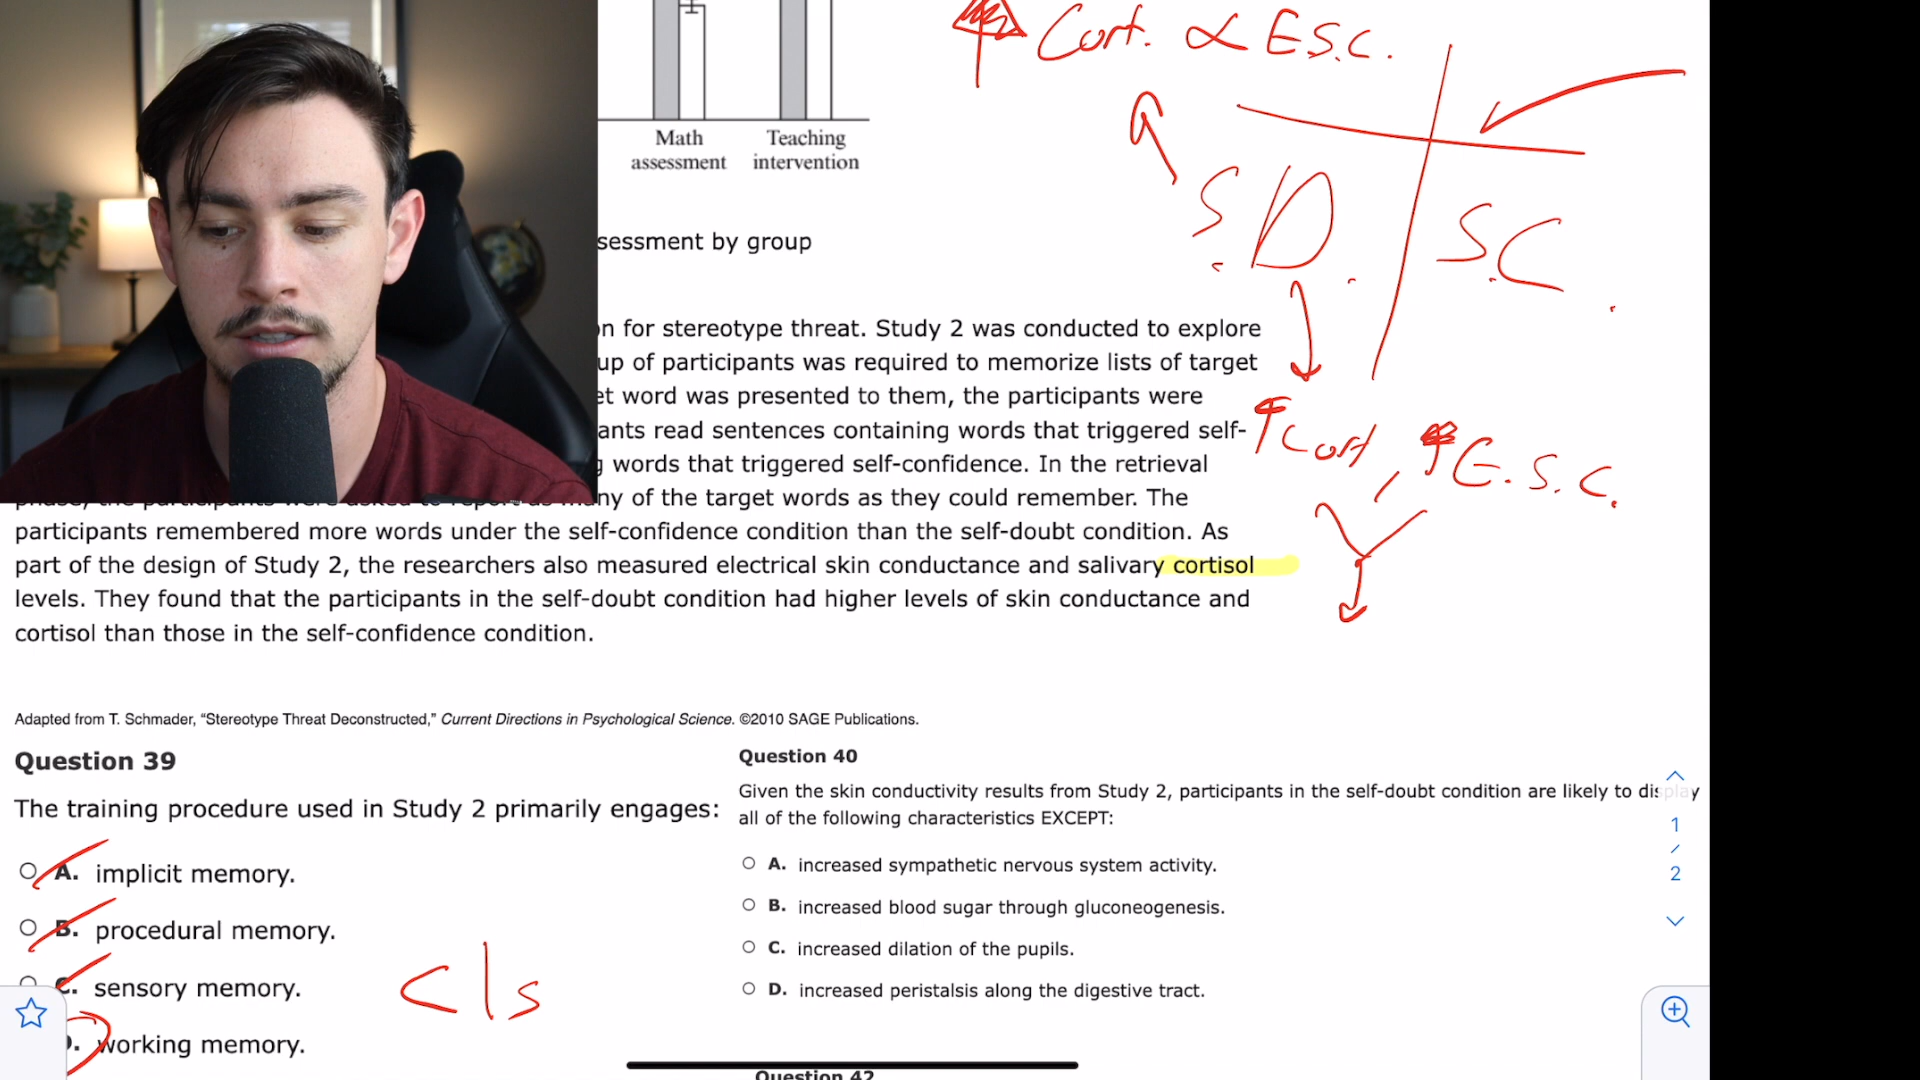 Cort. ∝ E.S.C.
Math assessment
Teaching intervention
S.D.
S.C.
sessment by group
n for stereotype threat. Study 2 was conducted to explore
up of participants was required to memorize lists of target
et word was presented to them, the participants were
ants read sentences containing words that triggered self-
words that triggered self-confidence. In the retrieval
↑ Cort, ↑ E.S.C.
ny of the target words as they could remember. The
participants remembered more words under the self-confidence condition than the self-doubt condition. As
part of the design of Study 2, the researchers also measured electrical skin conductance and salivary cortisol
levels. They found that the participants in the self-doubt condition had higher levels of skin conductance and
cortisol than those in the self-confidence condition.
Adapted from T. Schmader, “Stereotype Threat Deconstructed,” Current Directions in Psychological Science. ©2010 SAGE Publications.
Question 39
The training procedure used in Study 2 primarily engages:
A. implicit memory.
B. procedural memory.
C. sensory memory.
D. working memory.
<1s
Question 40
Given the skin conductivity results from Study 2, participants in the self-doubt condition are likely to display
all of the following characteristics EXCEPT:
A. increased sympathetic nervous system activity.
B. increased blood sugar through gluconeogenesis.
C. increased dilation of the pupils.
D. increased peristalsis along the digestive tract.
1
/
2
Question 42